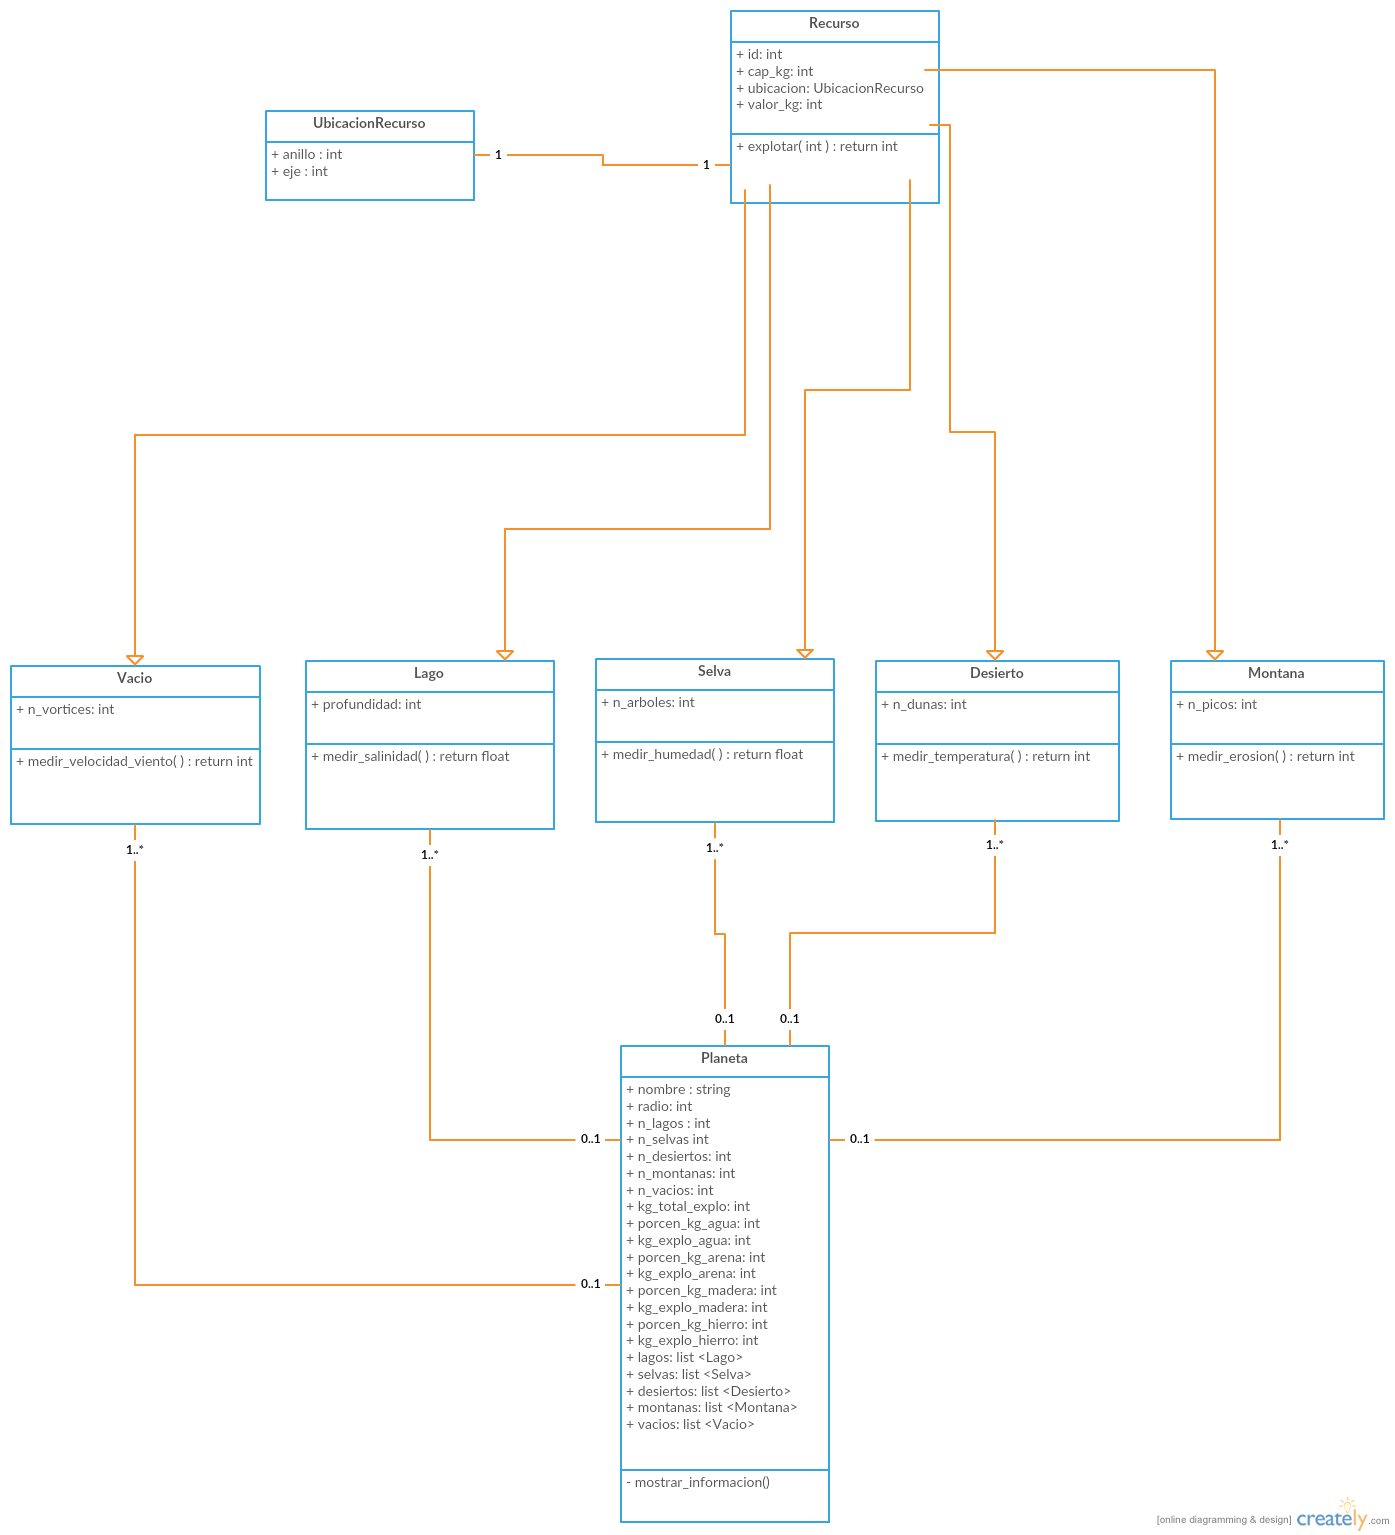 Recurso
+ id: int
+ cap_kg: int
+ ubicacion: UbicacionRecurso
+ valor_kg: int
+ explotar( int ) : return int
UbicacionRecurso
+ anillo : int
+ eje : int
1
1
Vacio
+ n_vortices: int
+ medir_velocidad_viento( ) : return int
Lago
+ profundidad: int
+ medir_salinidad( ) : return float
Selva
+ n_arboles: int
+ medir_humedad( ) : return float
Desierto
+ n_dunas: int
+ medir_temperatura( ) : return int
Montana
+ n_picos: int
+ medir_erosion( ) : return int
1..*
1..*
1..*
1..*
1..*
0..1
0..1
0..1
0..1
0..1
Planeta
+ nombre : string
+ radio: int
+ n_lagos : int
+ n_selvas int
+ n_desiertos: int
+ n_montanas: int
+ n_vacios: int
+ kg_total_explo: int
+ porcen_kg_agua: int
+ kg_explo_agua: int
+ porcen_kg_arena: int
+ kg_explo_arena: int
+ porcen_kg_madera: int
+ kg_explo_madera: int
+ porcen_kg_hierro: int
+ kg_explo_hierro: int
+ lagos: list <Lago>
+ selvas: list <Selva>
+ desiertos: list <Desierto>
+ montanas: list <Montana>
+ vacios: list <Vacio>
- mostrar_informacion()
[online diagramming & design] creately.com